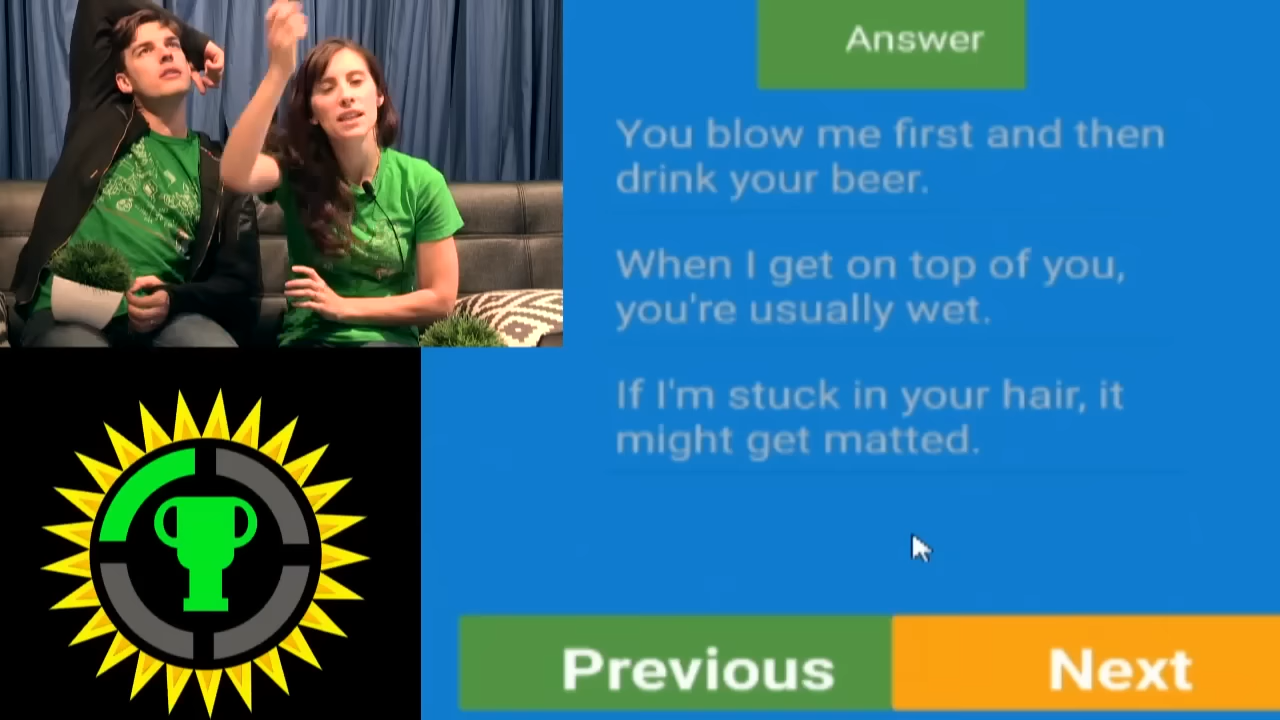 Answer
You blow me first and then
drink your beer.
When I get on top of you,
you're usually wet.
If I'm stuck in your hair, it
might get matted.
Previous
Next